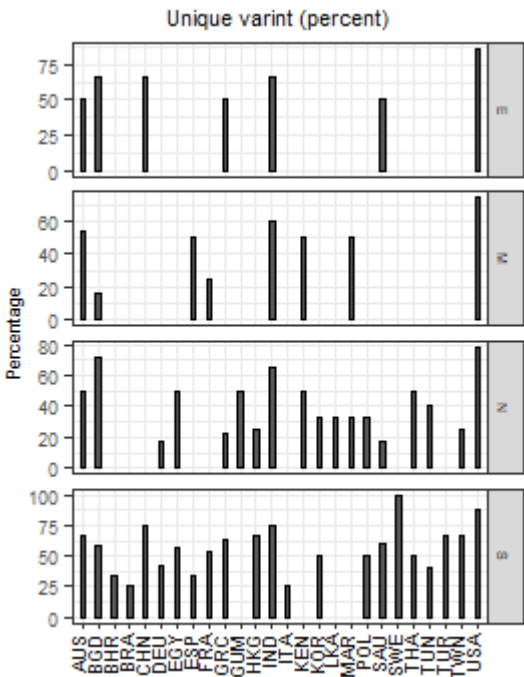 Unique varint (percent)
Percentage
75
50
25
0
E
60
40
20
0
M
80
60
40
20
0
N
100
75
50
25
0
S
AUS
BGD
BHR
BRA
CHN
DEU
EGY
ESP
FRA
GRC
GUM
HKG
IND
ITA
KEN
KOR
LKA
MAR
POL
SAU
SWE
THA
TUN
TUR
TWN
USA